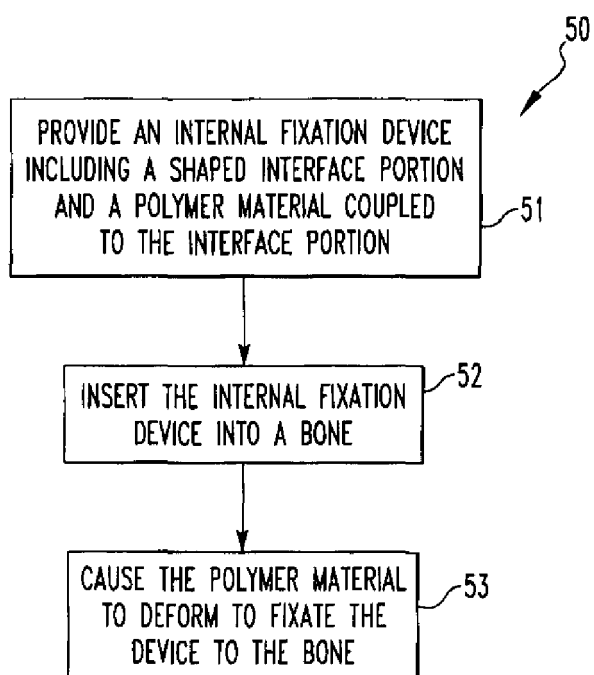 50
PROVIDE AN INTERNAL FIXATION DEVICE
INCLUDING A SHAPED INTERFACE PORTION
AND A POLYMER MATERIAL COUPLED
TO THE INTERFACE PORTION
51
INSERT THE INTERNAL FIXATION
DEVICE INTO A BONE
52
CAUSE THE POLYMER MATERIAL
TO DEFORM TO FIXATE THE
DEVICE TO THE BONE
53